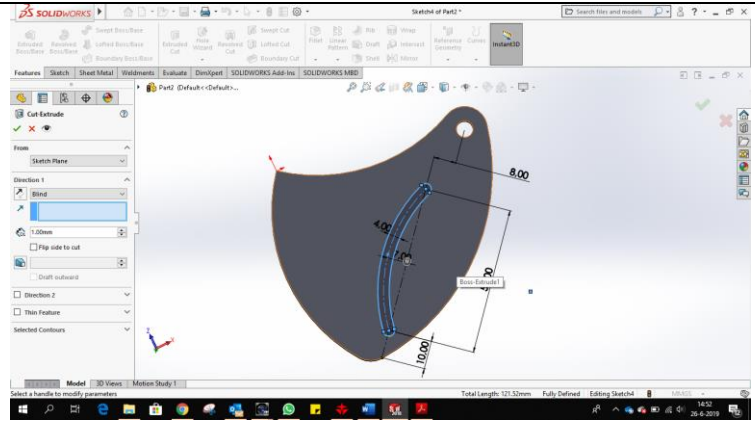 SOLIDWORKS
Sketch4 of Part2 *
Search files and models
Extruded Boss/Base
Revolved Boss/Base
Swept Boss/Base
Lofted Boss/Base
Boundary Boss/Base
Extruded Cut
Hole Wizard
Revolved Cut
Swept Cut
Lofted Cut
Boundary Cut
Fillet
Linear Pattern
Rib
Draft
Shell
Wrap
Intersect
Mirror
Reference Geometry
Curves
Instant3D
Features Sketch Sheet Metal Weldments Evaluate DimXpert SOLIDWORKS Add-Ins SOLIDWORKS MBD
Part2 (Default<<Default>...
Cut-Extrude
From
Sketch Plane
Direction 1
Blind
1.00mm
Flip side to cut
Draft outward
Direction 2
Thin Feature
Selected Contours
8.00
4.00
Boss-Extrude1
10.00
z
x
Model 3D Views Motion Study 1
Select a handle to modify parameters
Total Length: 121.52mm Fully Defined Editing Sketch4 MMGS
14:52
26-6-2019